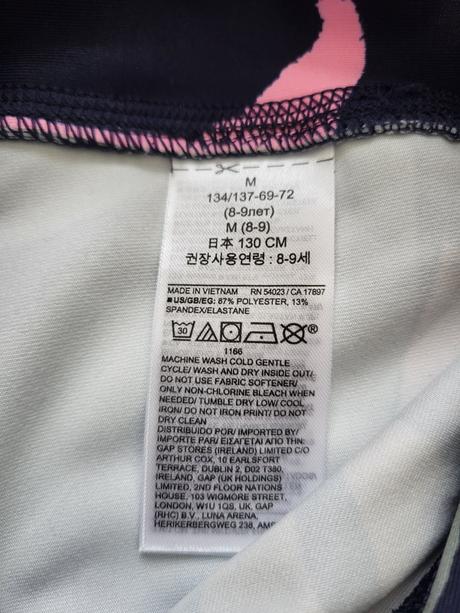 M
134/137-69-72
(8-9лет)
M (8-9)
日本 130 CM
권장사용연령 : 8-9세
MADE IN VIETNAM RN 54023 / CA 17897
■ US/GB/EG: 87% POLYESTER, 13%
SPANDEX/ELASTANE
30 ®
1166
MACHINE WASH COLD GENTLE
CYCLE/ WASH AND DRY INSIDE OUT/
DO NOT USE FABRIC SOFTENER/
ONLY NON-CHLORINE BLEACH WHEN
NEEDED/ TUMBLE DRY LOW/ COOL
IRON/ DO NOT IRON PRINT/ DO NOT
DRY CLEAN
DISTRIBUIDO POR/ IMPORTED BY/
IMPORTE PAR/ ΕΙΣΑΓΕΤΑΙ ΑΠΟ ΤΗΝ:
GAP STORES (IRELAND) LIMITED C/O
ARTHUR COX, 10 EARLSFORT
TERRACE, DUBLIN 2, D02 T380,
IRELAND, GAP (UK HOLDINGS)
LIMITED, 2ND FLOOR NATIONS
HOUSE, 103 WIGMORE STREET,
LONDON, W1U 1QS, UK, GAP
(RHC) B.V., LUNA ARENA,
HERIKERBERGWEG 238,